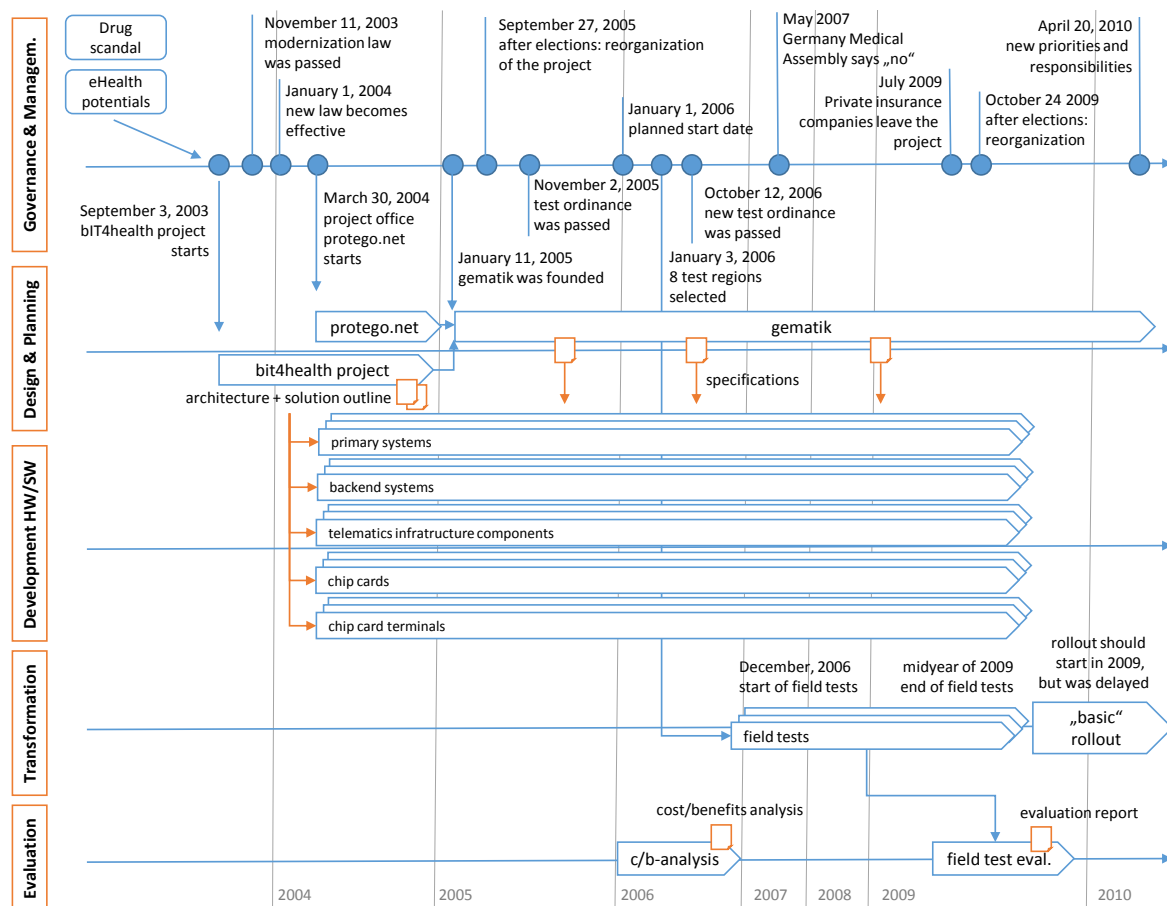 Governance & Managem.
Drug
scandal
eHealth
potentials
November 11, 2003
modernization law
was passed
January 1, 2004
new law becomes
effective
September 27, 2005
after elections: reorganization
of the project
January 1, 2006
planned start date
May 2007
Germany Medical
Assembly says „no“
July 2009
Private insurance
companies leave the
project
April 20, 2010
new priorities and
responsibilities
October 24 2009
after elections:
reorganization
September 3, 2003
bIT4health project
starts
March 30, 2004
project office
protego.net
starts
January 11, 2005
gematik was founded
November 2, 2005
test ordinance
was passed
January 3, 2006
8 test regions
selected
October 12, 2006
new test ordinance
was passed
Design & Planning
protego.net
gematik
bit4health project
architecture + solution outline
specifications
Development HW/SW
primary systems
backend systems
telematics infratructure components
chip cards
chip card terminals
Transformation
December, 2006
start of field tests
midyear of 2009
end of field tests
rollout should
start in 2009,
but was delayed
field tests
„basic“
rollout
Evaluation
cost/benefits analysis
c/b-analysis
evaluation report
field test eval.
2004
2005
2006
2007
2008
2009
2010